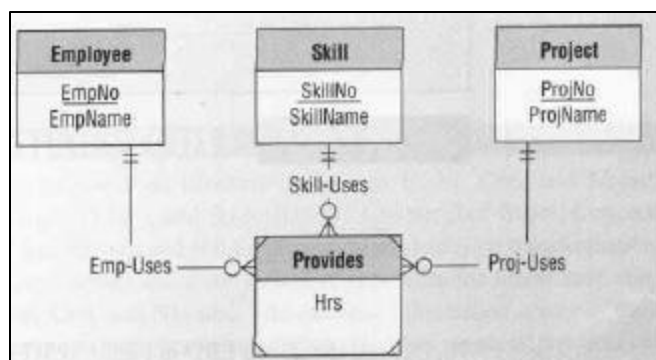 Employee
EmpNo
EmpName
Skill
SkillNo
SkillName
Project
ProjNo
ProjName
Skill-Uses
Emp-Uses
Proj-Uses
Provides
Hrs